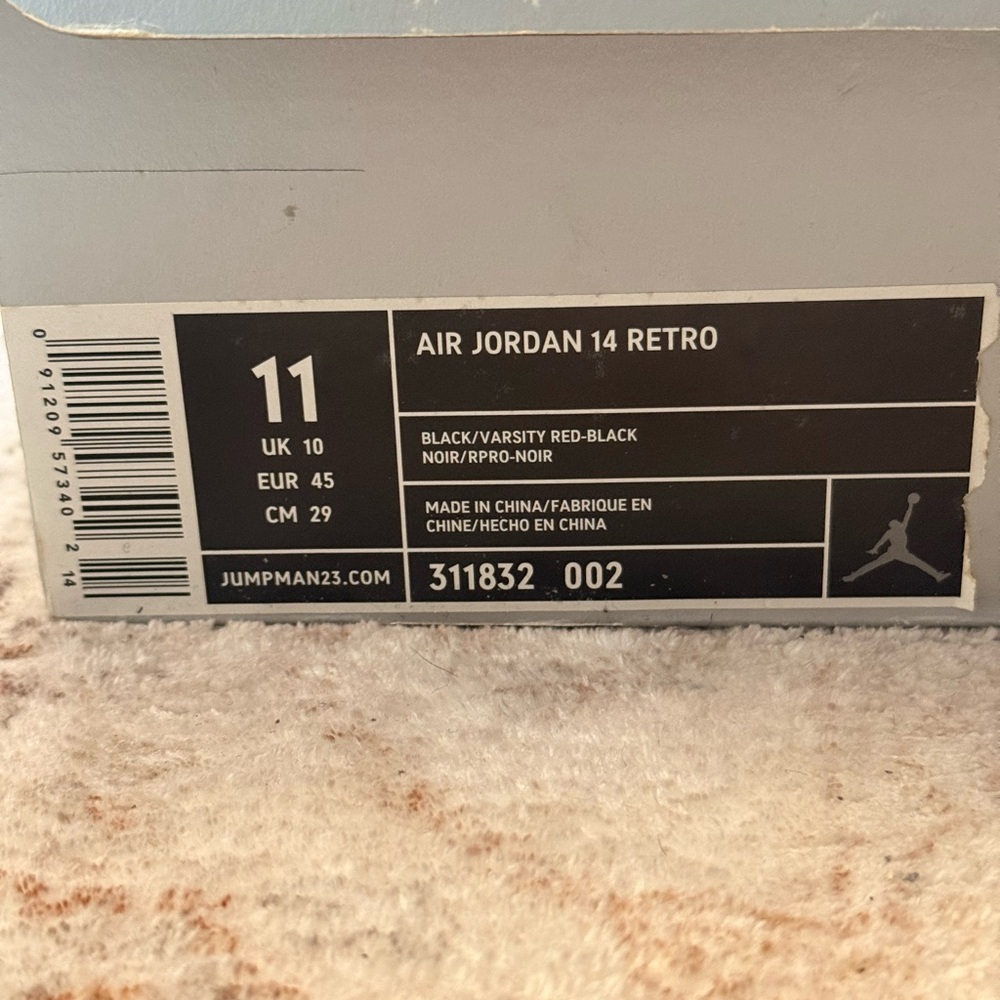 0 91209 57340 2 14
11
UK 10
EUR 45
CM 29
JUMPMAN23.COM
AIR JORDAN 14 RETRO
BLACK/VARSITY RED-BLACK
NOIR/RPRO-NOIR
MADE IN CHINA/FABRIQUE EN
CHINE/HECHO EN CHINA
311832 002